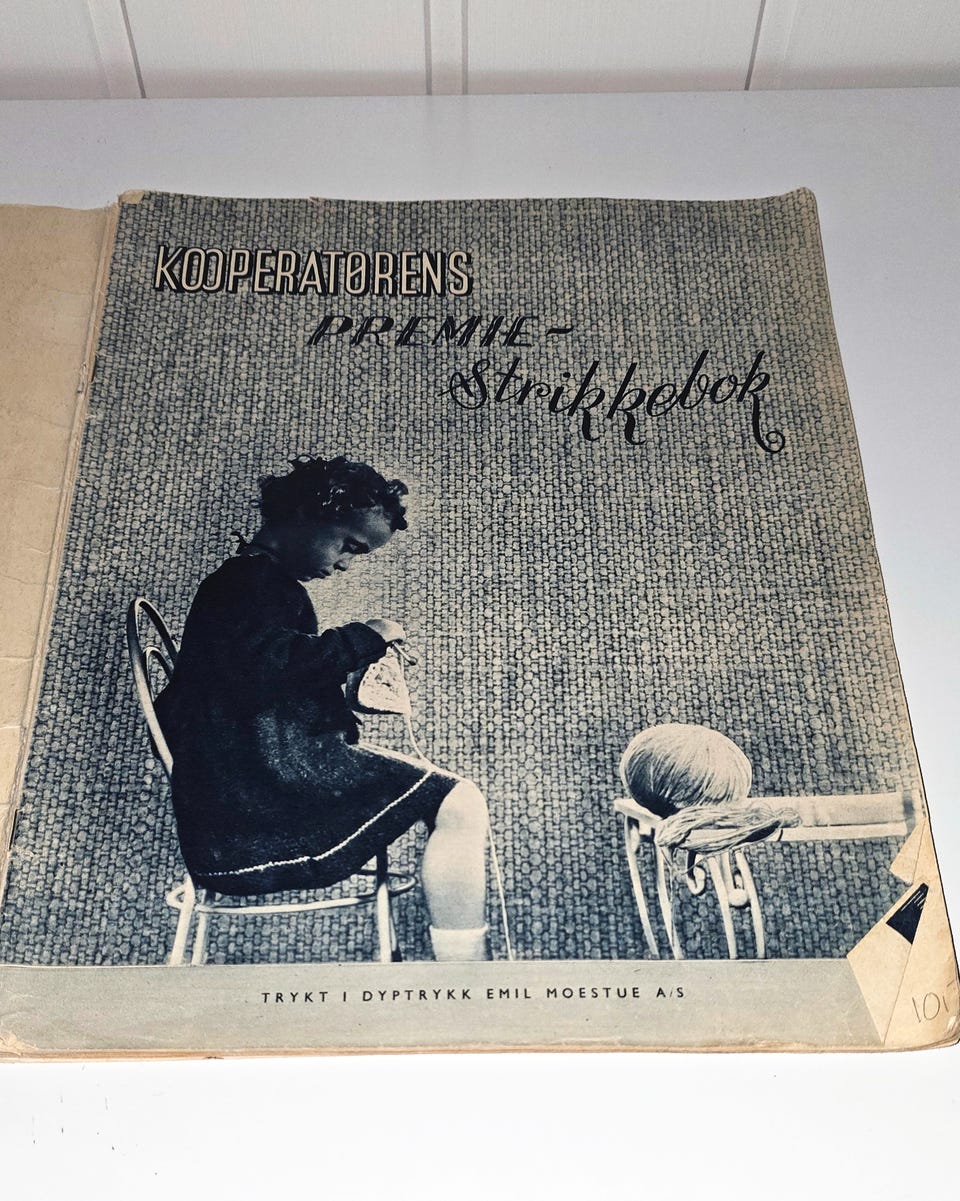 KOOPERATØRENS
PREMIE-
Strikkebok
TRYKT I DYPTRYKK EMIL MOESTUE A/S